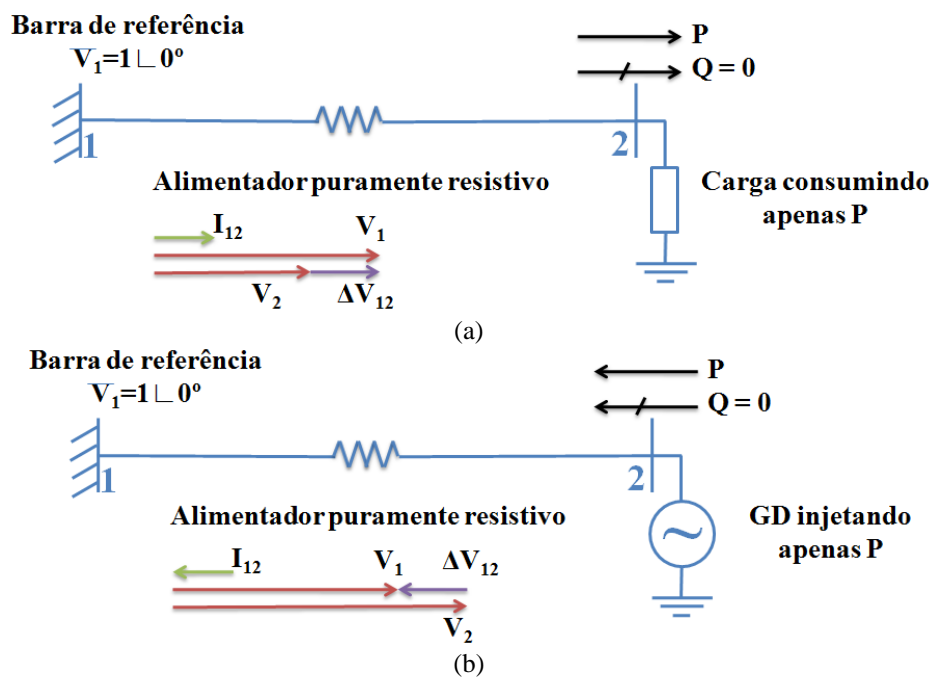 Barra de referência
V₁=1∟0º
P
Q = 0
1
2
Alimentador puramente resistivo
Carga consumindo
apenas P
I₁₂
V₁
V₂
ΔV₁₂
(a)
Barra de referência
V₁=1∟0º
P
Q = 0
1
2
Alimentador puramente resistivo
GD injetando
apenas P
I₁₂
V₁
ΔV₁₂
V₂
(b)